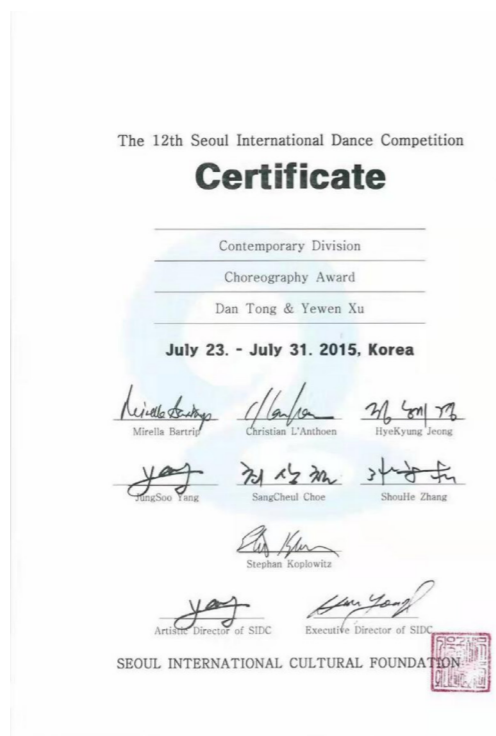 The 12th Seoul International Dance Competition
Certificate
Contemporary Division
Choreography Award
Dan Tong & Yewen Xu
July 23. - July 31. 2015, Korea
Mirella Bartrip Christian L'Anthoen HyeKyung Jeong
JungSoo Yang SangCheul Choe ShouHe Zhang
Stephan Koplowitz
Artistic Director of SIDC Executive Director of SIDC
SEOUL INTERNATIONAL CULTURAL FOUNDATION